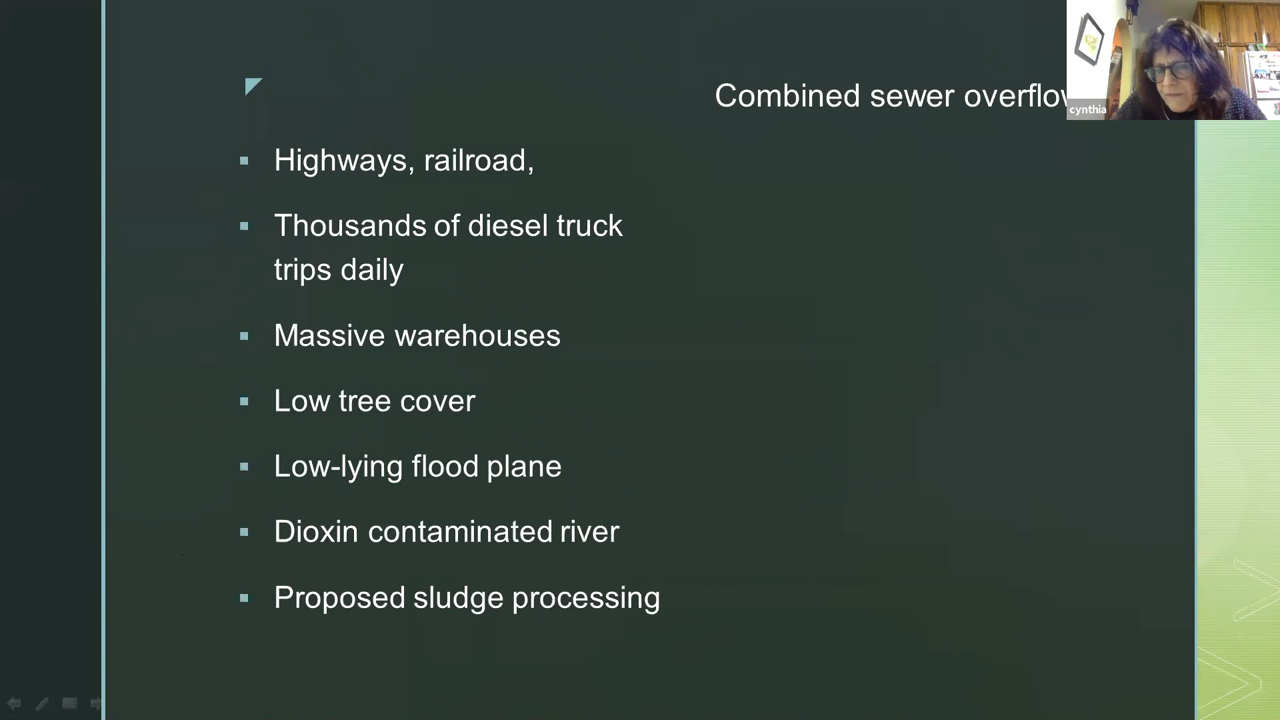 Combined sewer overflow
cynthia
Highways, railroad,
Thousands of diesel truck
trips daily
Massive warehouses
Low tree cover
Low-lying flood plane
Dioxin contaminated river
Proposed sludge processing